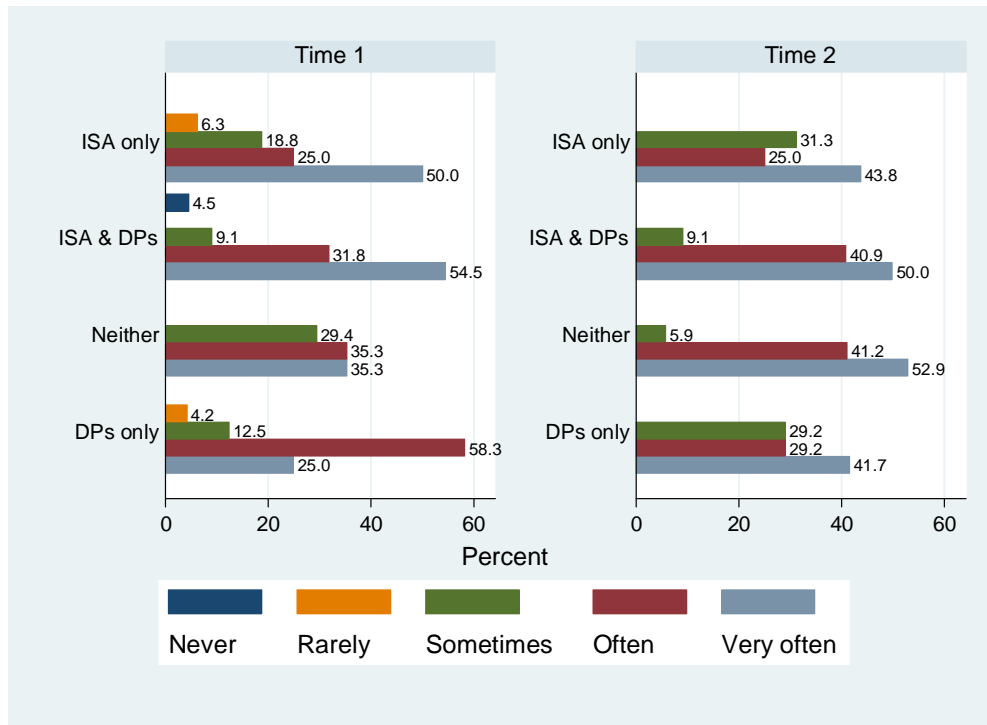 Time 1
ISA only
6.3
18.8
25.0
50.0
ISA & DPs
4.5
9.1
31.8
54.5
Neither
29.4
35.3
35.3
DPs only
4.2
12.5
58.3
25.0
0 20 40 60
Time 2
ISA only
31.3
25.0
43.8
ISA & DPs
9.1
40.9
50.0
Neither
5.9
41.2
52.9
DPs only
29.2
29.2
41.7
0 20 40 60
Percent
Never Rarely Sometimes Often Very often